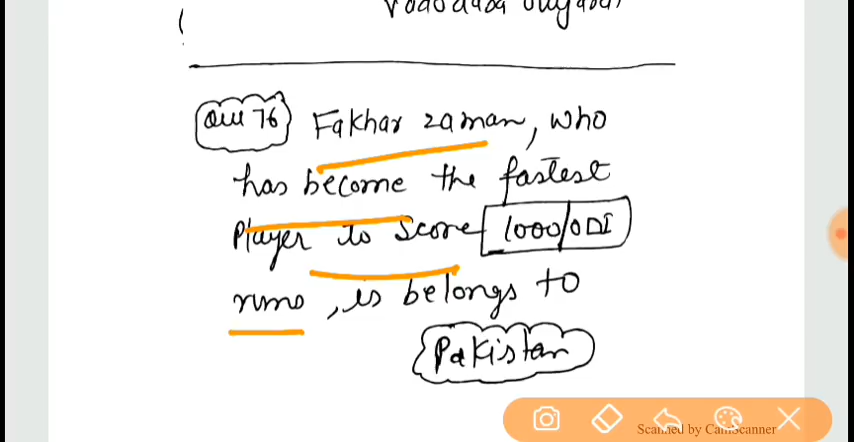 Que 76 Fakhar zaman, who
has become the fastest
Player to Score 1000/ODI
runs, is belongs to
Pakistan
Scanned by CamScanner